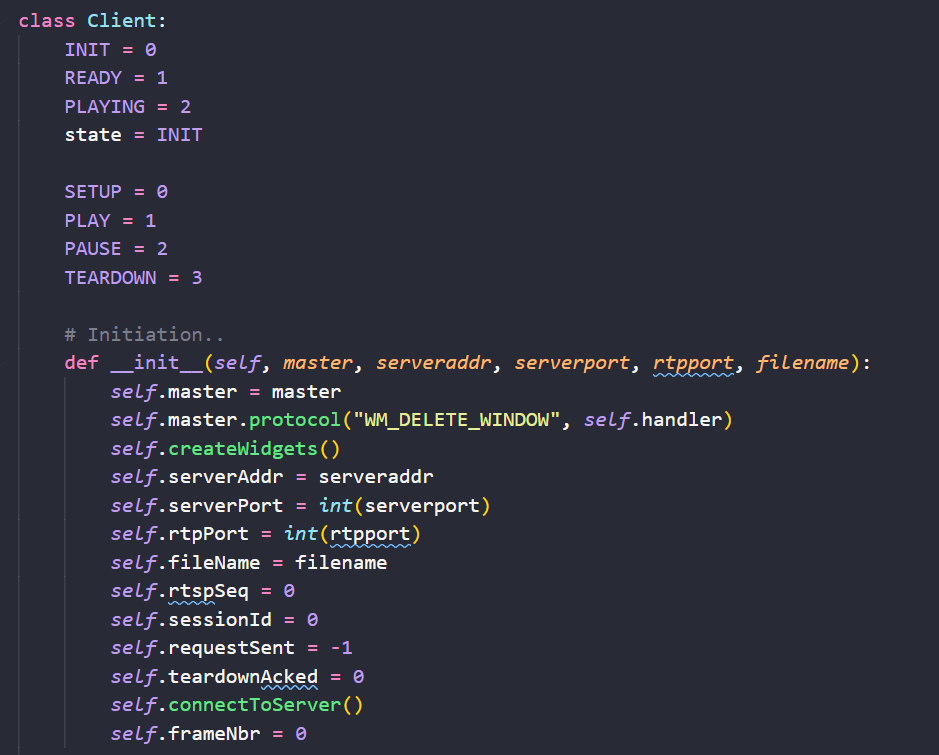 class Client:
    INIT = 0
    READY = 1
    PLAYING = 2
    state = INIT

    SETUP = 0
    PLAY = 1
    PAUSE = 2
    TEARDOWN = 3

    # Initiation..
    def __init__(self, master, serveraddr, serverport, rtpport, filename):
        self.master = master
        self.master.protocol("WM_DELETE_WINDOW", self.handler)
        self.createWidgets()
        self.serverAddr = serveraddr
        self.serverPort = int(serverport)
        self.rtpPort = int(rtpport)
        self.fileName = filename
        self.rtspSeq = 0
        self.sessionId = 0
        self.requestSent = -1
        self.teardownAcked = 0
        self.connectToServer()
        self.frameNbr = 0